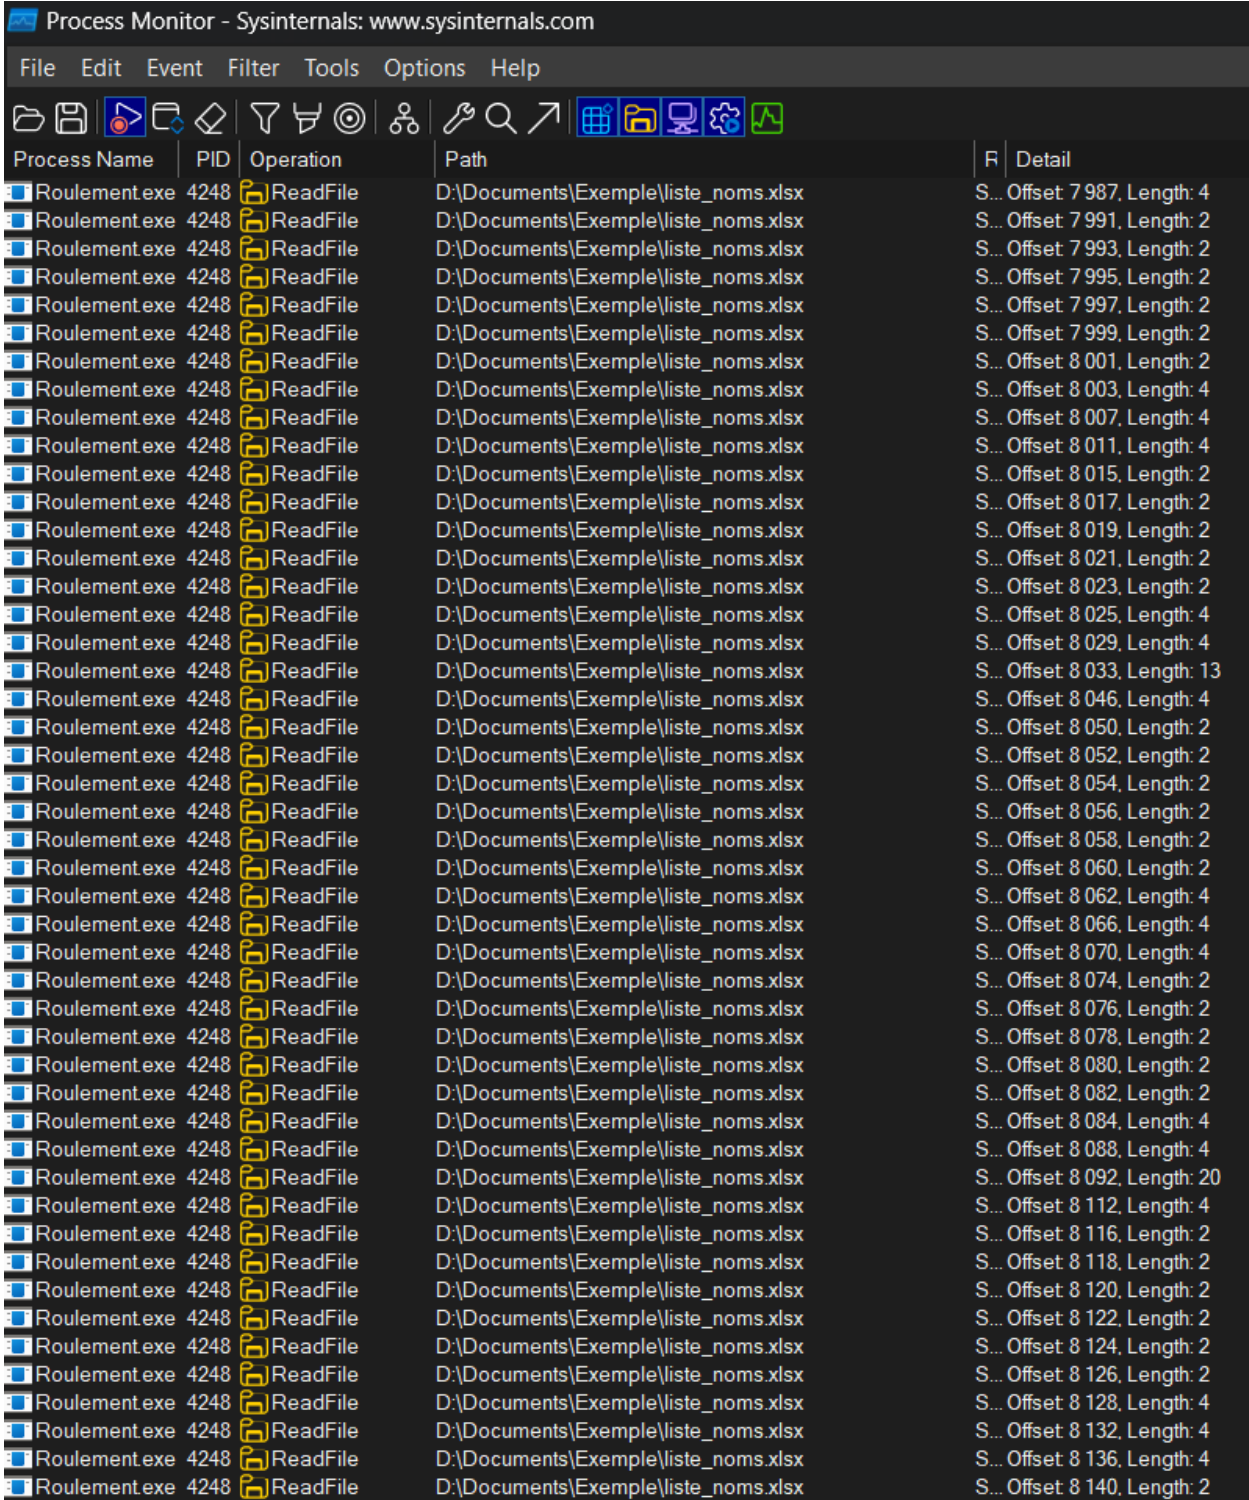 Process Monitor - Sysinternals: www.sysinternals.com
File Edit Event Filter Tools Options Help
Process Name PID Operation Path R Detail
Roulement.exe 4248 ReadFile D:\Documents\Exemple\liste_noms.xlsx S... Offset: 7 987, Length: 4
Roulement.exe 4248 ReadFile D:\Documents\Exemple\liste_noms.xlsx S... Offset: 7 991, Length: 2
Roulement.exe 4248 ReadFile D:\Documents\Exemple\liste_noms.xlsx S... Offset: 7 993, Length: 2
Roulement.exe 4248 ReadFile D:\Documents\Exemple\liste_noms.xlsx S... Offset: 7 995, Length: 2
Roulement.exe 4248 ReadFile D:\Documents\Exemple\liste_noms.xlsx S... Offset: 7 997, Length: 2
Roulement.exe 4248 ReadFile D:\Documents\Exemple\liste_noms.xlsx S... Offset: 7 999, Length: 2
Roulement.exe 4248 ReadFile D:\Documents\Exemple\liste_noms.xlsx S... Offset: 8 001, Length: 2
Roulement.exe 4248 ReadFile D:\Documents\Exemple\liste_noms.xlsx S... Offset: 8 003, Length: 4
Roulement.exe 4248 ReadFile D:\Documents\Exemple\liste_noms.xlsx S... Offset: 8 007, Length: 4
Roulement.exe 4248 ReadFile D:\Documents\Exemple\liste_noms.xlsx S... Offset: 8 011, Length: 4
Roulement.exe 4248 ReadFile D:\Documents\Exemple\liste_noms.xlsx S... Offset: 8 015, Length: 2
Roulement.exe 4248 ReadFile D:\Documents\Exemple\liste_noms.xlsx S... Offset: 8 017, Length: 2
Roulement.exe 4248 ReadFile D:\Documents\Exemple\liste_noms.xlsx S... Offset: 8 019, Length: 2
Roulement.exe 4248 ReadFile D:\Documents\Exemple\liste_noms.xlsx S... Offset: 8 021, Length: 2
Roulement.exe 4248 ReadFile D:\Documents\Exemple\liste_noms.xlsx S... Offset: 8 023, Length: 2
Roulement.exe 4248 ReadFile D:\Documents\Exemple\liste_noms.xlsx S... Offset: 8 025, Length: 4
Roulement.exe 4248 ReadFile D:\Documents\Exemple\liste_noms.xlsx S... Offset: 8 029, Length: 4
Roulement.exe 4248 ReadFile D:\Documents\Exemple\liste_noms.xlsx S... Offset: 8 033, Length: 13
Roulement.exe 4248 ReadFile D:\Documents\Exemple\liste_noms.xlsx S... Offset: 8 046, Length: 4
Roulement.exe 4248 ReadFile D:\Documents\Exemple\liste_noms.xlsx S... Offset: 8 050, Length: 2
Roulement.exe 4248 ReadFile D:\Documents\Exemple\liste_noms.xlsx S... Offset: 8 052, Length: 2
Roulement.exe 4248 ReadFile D:\Documents\Exemple\liste_noms.xlsx S... Offset: 8 054, Length: 2
Roulement.exe 4248 ReadFile D:\Documents\Exemple\liste_noms.xlsx S... Offset: 8 056, Length: 2
Roulement.exe 4248 ReadFile D:\Documents\Exemple\liste_noms.xlsx S... Offset: 8 058, Length: 2
Roulement.exe 4248 ReadFile D:\Documents\Exemple\liste_noms.xlsx S... Offset: 8 060, Length: 2
Roulement.exe 4248 ReadFile D:\Documents\Exemple\liste_noms.xlsx S... Offset: 8 062, Length: 4
Roulement.exe 4248 ReadFile D:\Documents\Exemple\liste_noms.xlsx S... Offset: 8 066, Length: 4
Roulement.exe 4248 ReadFile D:\Documents\Exemple\liste_noms.xlsx S... Offset: 8 070, Length: 4
Roulement.exe 4248 ReadFile D:\Documents\Exemple\liste_noms.xlsx S... Offset: 8 074, Length: 2
Roulement.exe 4248 ReadFile D:\Documents\Exemple\liste_noms.xlsx S... Offset: 8 076, Length: 2
Roulement.exe 4248 ReadFile D:\Documents\Exemple\liste_noms.xlsx S... Offset: 8 078, Length: 2
Roulement.exe 4248 ReadFile D:\Documents\Exemple\liste_noms.xlsx S... Offset: 8 080, Length: 2
Roulement.exe 4248 ReadFile D:\Documents\Exemple\liste_noms.xlsx S... Offset: 8 082, Length: 2
Roulement.exe 4248 ReadFile D:\Documents\Exemple\liste_noms.xlsx S... Offset: 8 084, Length: 4
Roulement.exe 4248 ReadFile D:\Documents\Exemple\liste_noms.xlsx S... Offset: 8 088, Length: 4
Roulement.exe 4248 ReadFile D:\Documents\Exemple\liste_noms.xlsx S... Offset: 8 092, Length: 20
Roulement.exe 4248 ReadFile D:\Documents\Exemple\liste_noms.xlsx S... Offset: 8 112, Length: 4
Roulement.exe 4248 ReadFile D:\Documents\Exemple\liste_noms.xlsx S... Offset: 8 116, Length: 2
Roulement.exe 4248 ReadFile D:\Documents\Exemple\liste_noms.xlsx S... Offset: 8 118, Length: 2
Roulement.exe 4248 ReadFile D:\Documents\Exemple\liste_noms.xlsx S... Offset: 8 120, Length: 2
Roulement.exe 4248 ReadFile D:\Documents\Exemple\liste_noms.xlsx S... Offset: 8 122, Length: 2
Roulement.exe 4248 ReadFile D:\Documents\Exemple\liste_noms.xlsx S... Offset: 8 124, Length: 2
Roulement.exe 4248 ReadFile D:\Documents\Exemple\liste_noms.xlsx S... Offset: 8 126, Length: 2
Roulement.exe 4248 ReadFile D:\Documents\Exemple\liste_noms.xlsx S... Offset: 8 128, Length: 4
Roulement.exe 4248 ReadFile D:\Documents\Exemple\liste_noms.xlsx S... Offset: 8 132, Length: 4
Roulement.exe 4248 ReadFile D:\Documents\Exemple\liste_noms.xlsx S... Offset: 8 136, Length: 4
Roulement.exe 4248 ReadFile D:\Documents\Exemple\liste_noms.xlsx S... Offset: 8 140, Length: 2